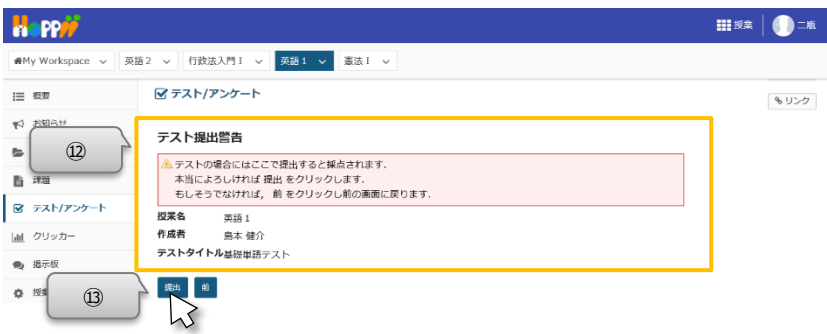 HoPPii
授業
二瓶
My Workspace
英語 2
行政法入門 I
英語 1
憲法 I
概要
テスト/アンケート
リンク
お知らせ
⑫
テスト提出警告
テストの場合にはここで提出すると採点されます.
本当によろしければ 提出 をクリックします.
もしそうでなければ, 前 をクリックし前の画面に戻ります.
課題
テスト/アンケート
授業名 英語 1
作成者 島本 健介
テストタイトル 基礎単語テスト
クリッカー
掲示板
提出
前
⑬